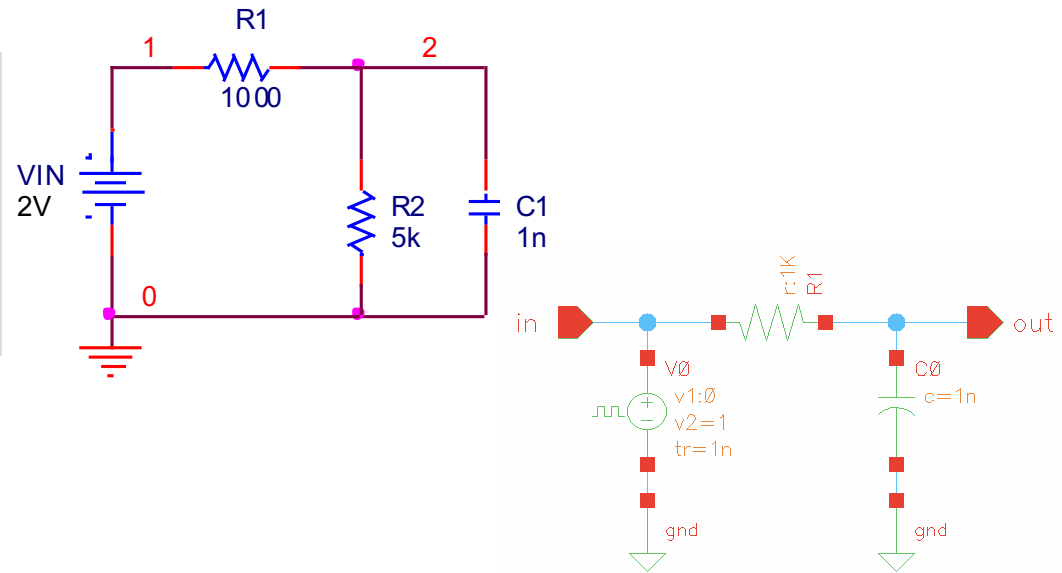 R1
1 2
1000
VIN
2V
R2
5k
C1
1n
0
r:1K
R1
in
out
V0
v1:0
v2=1
tr=1n
C0
c=1n
gnd
gnd